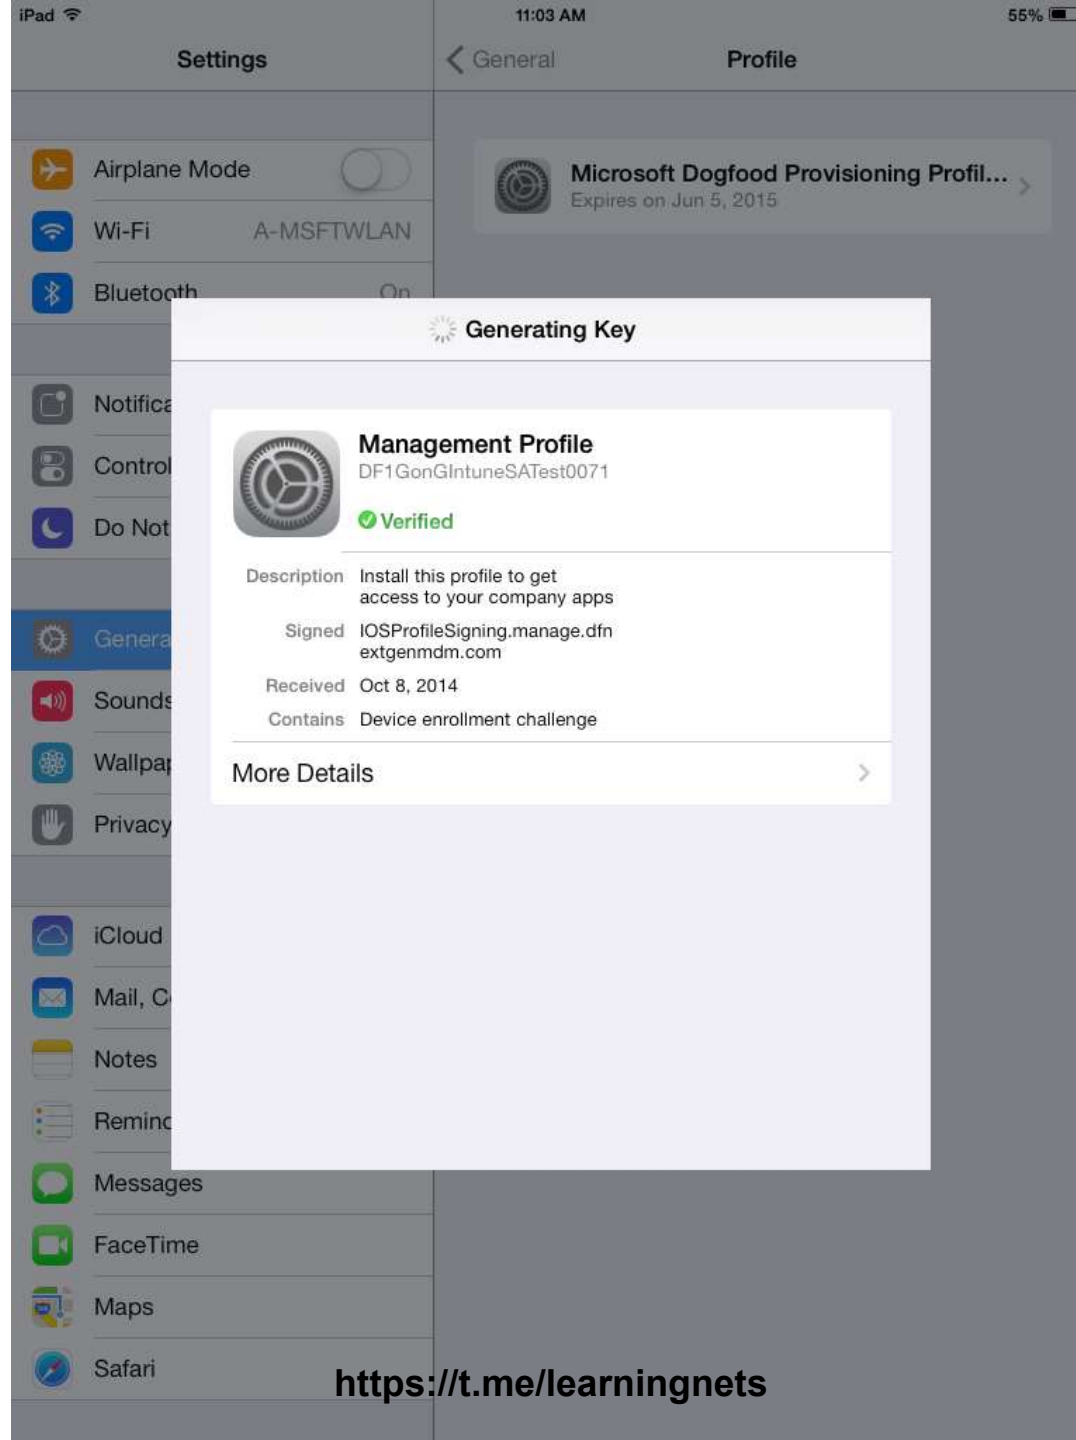 iPad
11:03 AM
55%
Settings
General
Profile
Airplane Mode
Wi-Fi
A-MSFTWLAN
Bluetooth
On
Microsoft Dogfood Provisioning Profil...
Expires on Jun 5, 2015
Generating Key
Notifica
Control
Do Not
Genera
Sounds
Wallpap
Privacy
Management Profile
DF1GonGIntuneSATest0071
Verified
Description
Install this profile to get
access to your company apps
Signed
IOSProfileSigning.manage.dfn
extgenmdm.com
Received
Oct 8, 2014
Contains
Device enrollment challenge
More Details
iCloud
Mail, Co
Notes
Reminc
Messages
FaceTime
Maps
Safari
https://t.me/learningnets